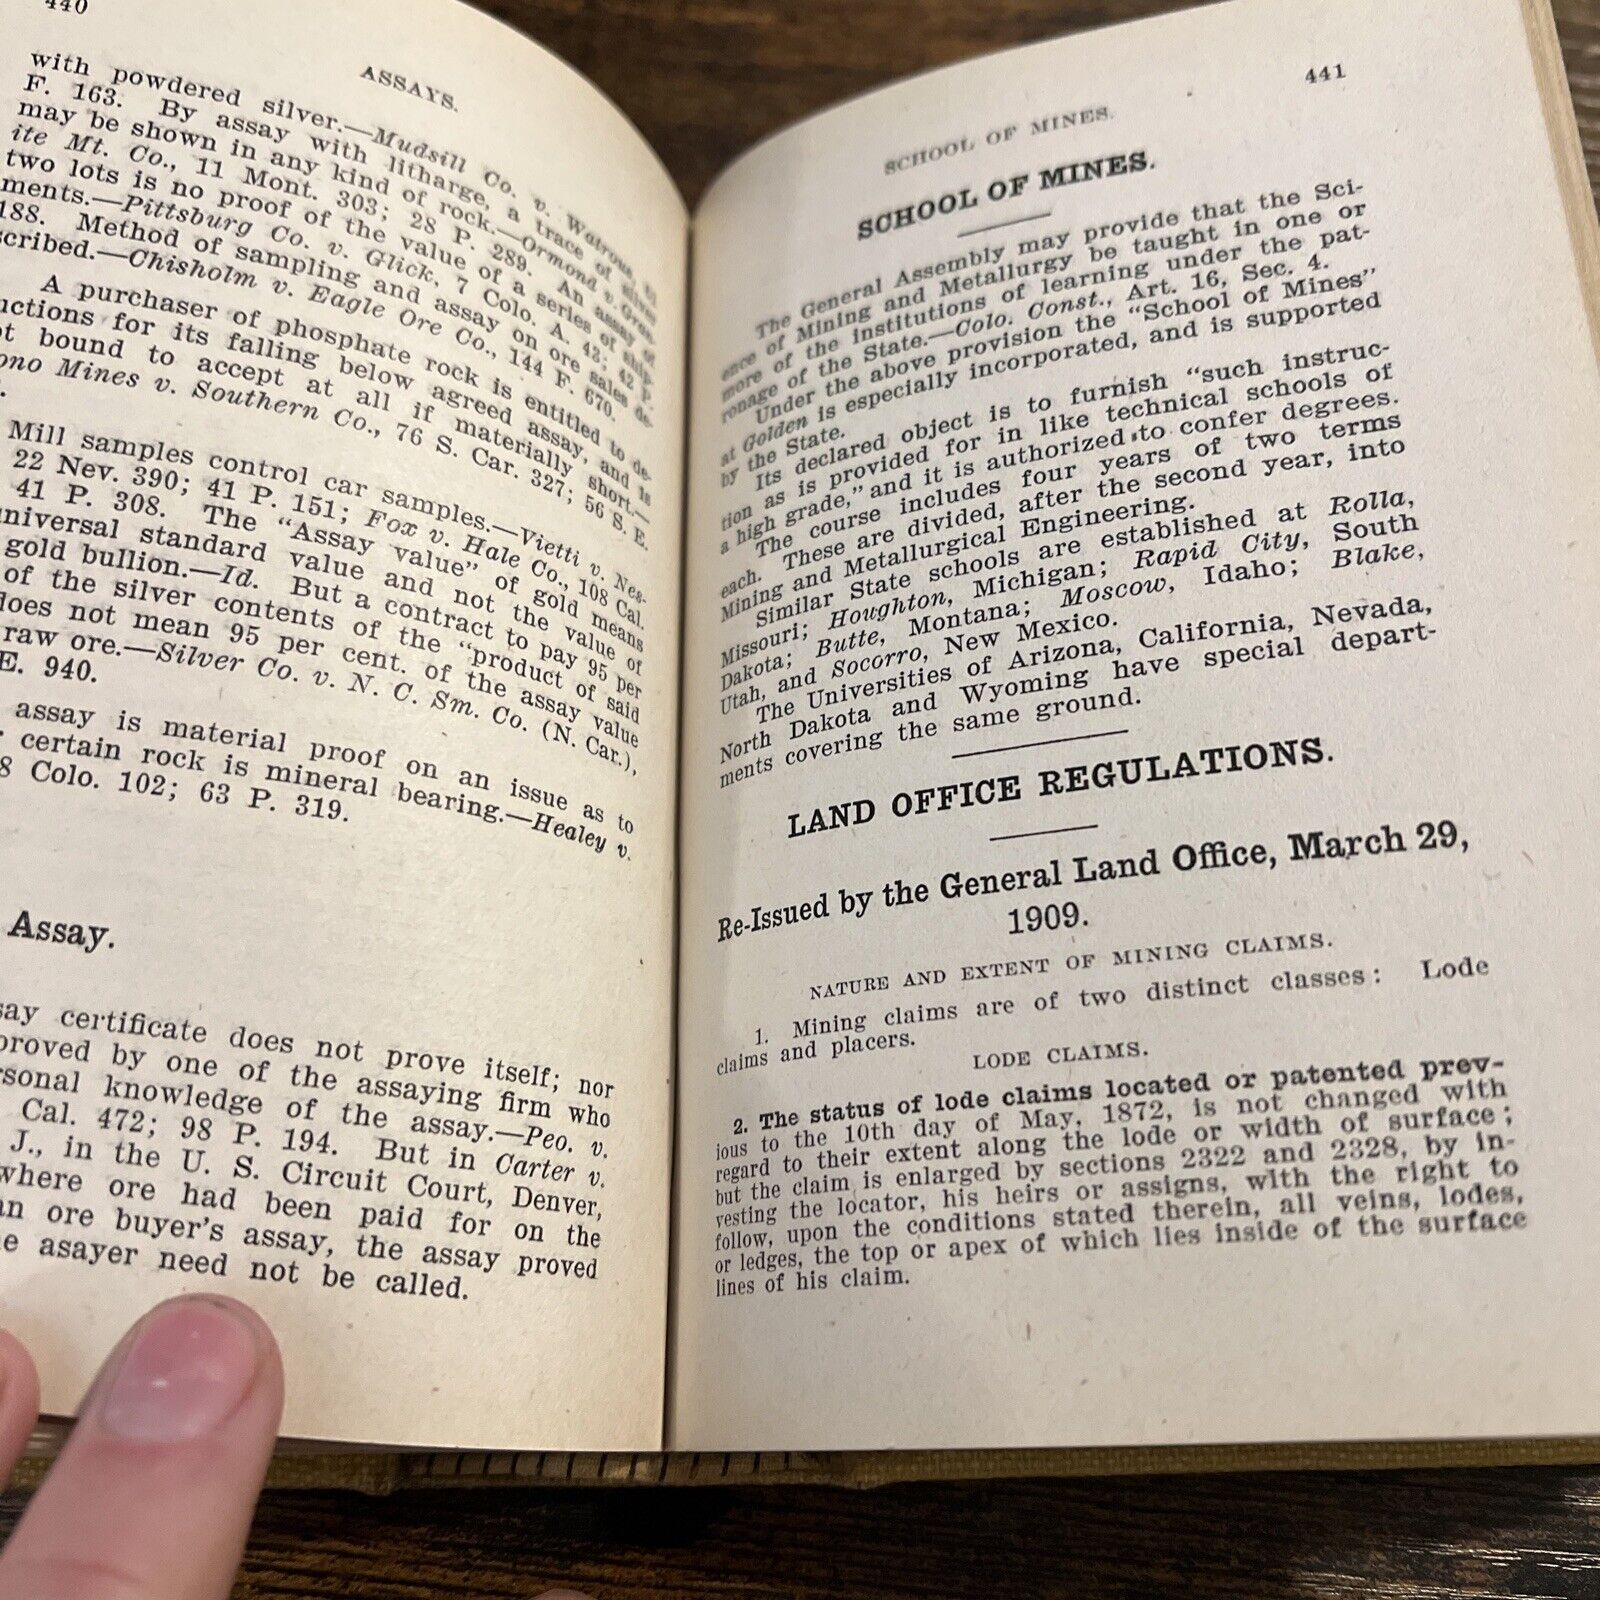 440
ASSAYS.
with powdered silver.—Mudsill Co. v. Watrous, 61
F. 163. By assay with litharge, a trace of silver
may be shown in any kind of rock.—Ormond v. Gran-
ite Mt. Co., 11 Mont. 303; 28 P. 289. An assay of
two lots is no proof of the value of a series of ship-
ments.—Pittsburg Co. v. Glick, 7 Colo. A. 43; 42 P.
188. Method of sampling and assay on ore sales de-
scribed.—Chisholm v. Eagle Ore Co., 144 F. 670.
A purchaser of phosphate rock is entitled to de-
uctions for its falling below agreed assay, and is
ot bound to accept at all if materially short.—
ono Mines v. Southern Co., 76 S. Car. 327; 56 S. E.
Mill samples control car samples.—Vietti v. Nes-
22 Nev. 390; 41 P. 151; Fox v. Hale Co., 108 Cal.
41 P. 308. The "Assay value" of gold means
universal standard value and not the value of
gold bullion.—Id. But a contract to pay 95 per
of the silver contents of the "product of said
does not mean 95 per cent. of the assay value
raw ore.—Silver Co. v. N. C. Sm. Co. (N. Car.),
E. 940.
assay is material proof on an issue as to
certain rock is mineral bearing.—Healey v.
8 Colo. 102; 63 P. 319.
Assay.
say certificate does not prove itself; nor
proved by one of the assaying firm who
rsonal knowledge of the assay.—Peo. v.
Cal. 472; 98 P. 194. But in Carter v.
J., in the U. S. Circuit Court, Denver,
where ore had been paid for on the
an ore buyer's assay, the assay proved
e asayer need not be called.
441
SCHOOL OF MINES.
SCHOOL OF MINES.
The General Assembly may provide that the Sci-
ence of Mining and Metallurgy be taught in one or
more of the institutions of learning under the pat-
ronage of the State.—Colo. Const., Art. 16, Sec. 4.
Under the above provision the "School of Mines"
at Golden is especially incorporated, and is supported
by the State.
Its declared object is to furnish "such instruc-
tion as is provided for in like technical schools of
a high grade," and it is authorized to confer degrees.
The course includes four years of two terms
each. These are divided, after the second year, into
Mining and Metallurgical Engineering.
Similar State schools are established at Rolla,
Missouri; Houghton, Michigan; Rapid City, South
Dakota; Butte, Montana; Moscow, Idaho; Blake,
Utah, and Socorro, New Mexico.
The Universities of Arizona, California, Nevada,
North Dakota and Wyoming have special depart-
ments covering the same ground.
LAND OFFICE REGULATIONS.
Re-Issued by the General Land Office, March 29,
1909.
NATURE AND EXTENT OF MINING CLAIMS.
1. Mining claims are of two distinct classes: Lode
claims and placers.
LODE CLAIMS.
2. The status of lode claims located or patented prev-
ious to the 10th day of May, 1872, is not changed with
regard to their extent along the lode or width of surface;
but the claim is enlarged by sections 2322 and 2328, by in-
vesting the locator, his heirs or assigns, with the right to
follow, upon the conditions stated therein, all veins, lodes,
or ledges, the top or apex of which lies inside of the surface
lines of his claim.